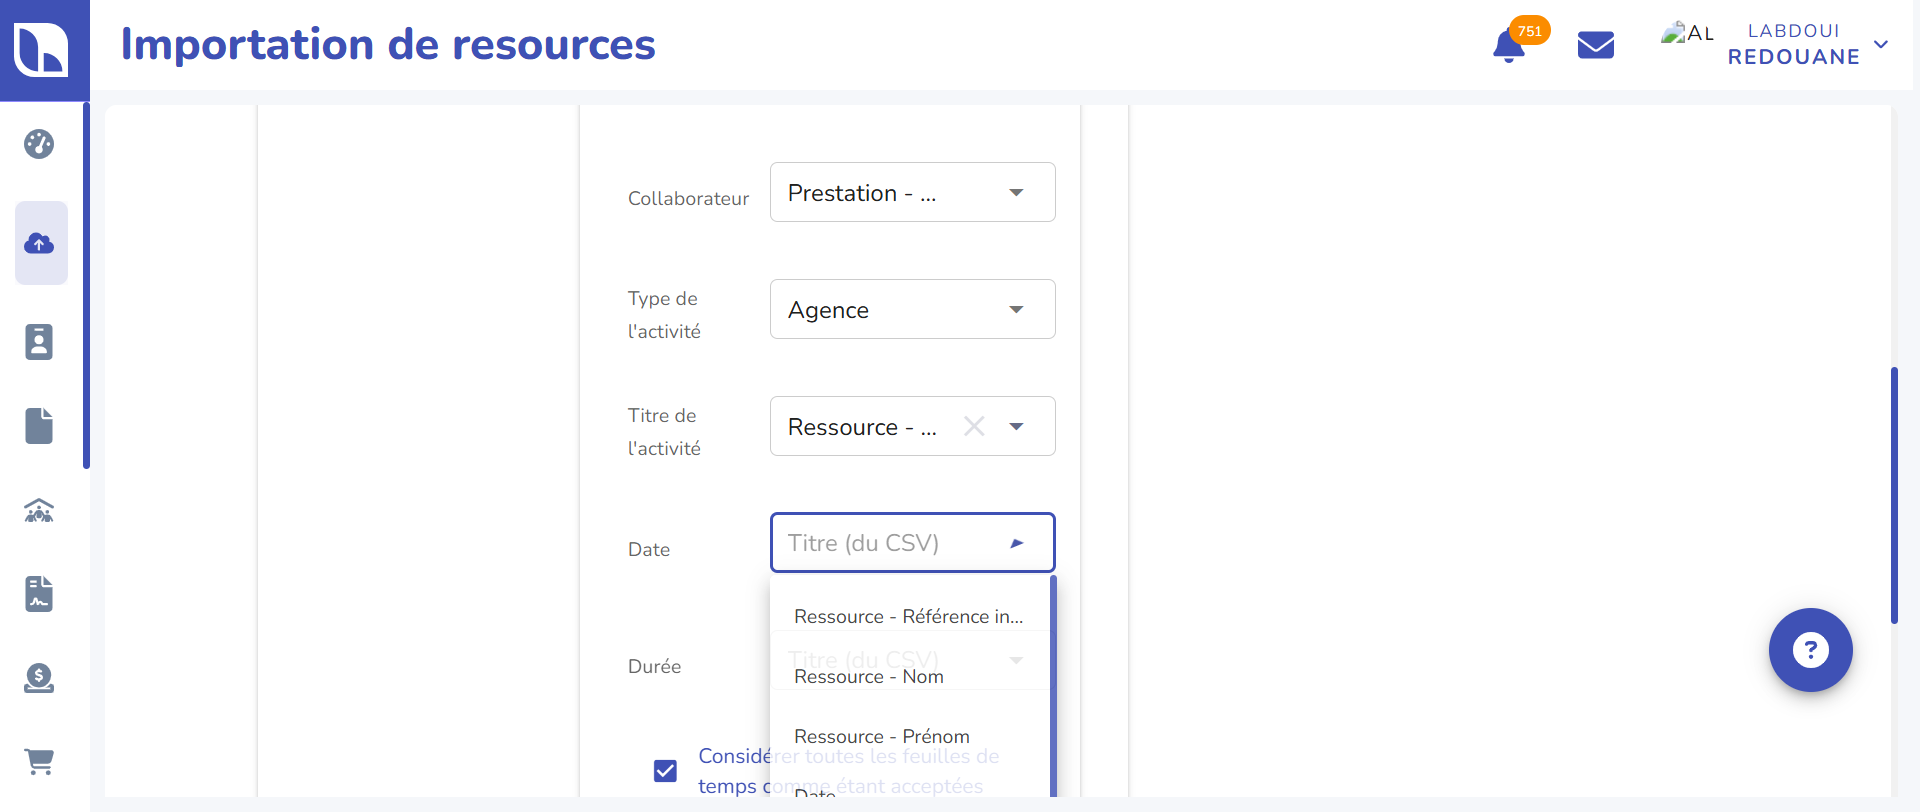 Importation de resources
751
AL
LABDOUI
REDOUANE
Collaborateur
Prestation - ...
Type de
l'activité
Agence
Titre de
l'activité
Ressource - ...
Date
Titre (du CSV)
Ressource - Référence in...
Durée
Titre (du CSV)
Ressource - Nom
Ressource - Prénom
Considérer toutes les feuilles de
temps comme étant acceptées
Date